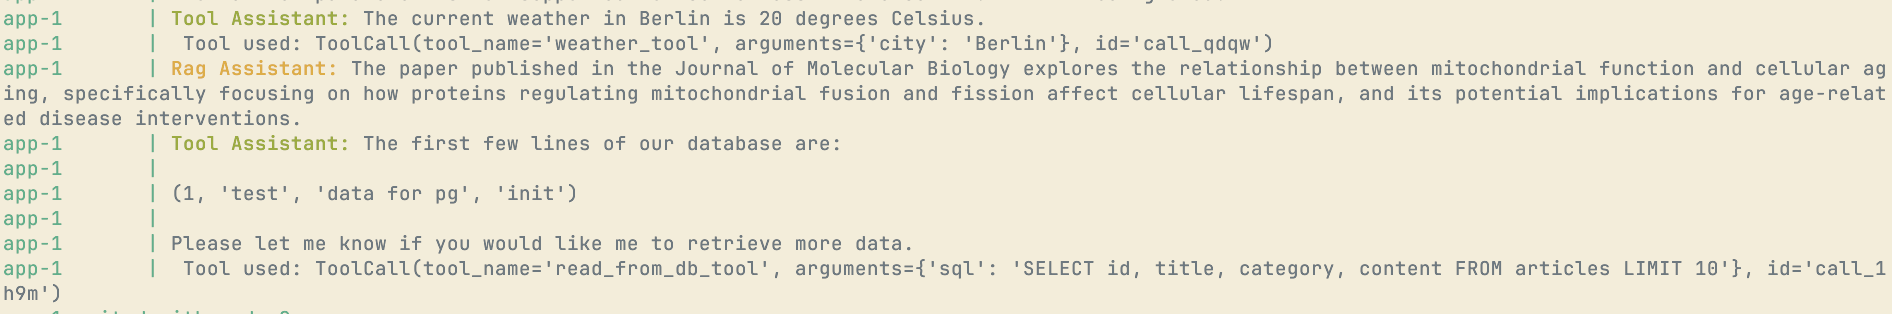 app-1 | Tool Assistant: The current weather in Berlin is 20 degrees Celsius.
app-1 | Tool used: ToolCall(tool_name='weather_tool', arguments={'city': 'Berlin'}, id='call_qdqw')
app-1 | Rag Assistant: The paper published in the Journal of Molecular Biology explores the relationship between mitochondrial function and cellular ag
ing, specifically focusing on how proteins regulating mitochondrial fusion and fission affect cellular lifespan, and its potential implications for age-relat
ed disease interventions.
app-1 | Tool Assistant: The first few lines of our database are:
app-1 |
app-1 | (1, 'test', 'data for pg', 'init')
app-1 |
app-1 | Please let me know if you would like me to retrieve more data.
app-1 | Tool used: ToolCall(tool_name='read_from_db_tool', arguments={'sql': 'SELECT id, title, category, content FROM articles LIMIT 10'}, id='call_1
h9m')